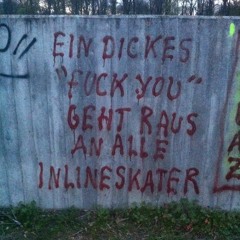 EIN DICKES
"FUCK YOU"
GEHT RAUS
AN ALLE
INLINESKATER